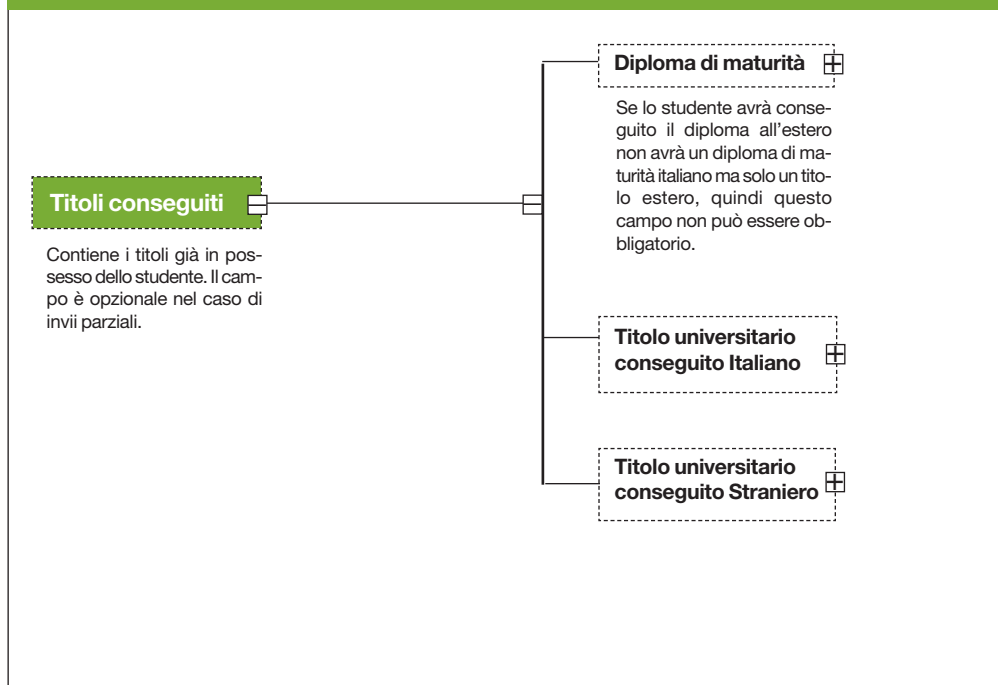 Titoli conseguiti
Contiene i titoli già in pos-
sesso dello studente. Il cam-
po è opzionale nel caso di
invii parziali.
Diploma di maturità
Se lo studente avrà conse-
guito il diploma all'estero
non avrà un diploma di ma-
turità italiano ma solo un tito-
lo estero, quindi questo
campo non può essere ob-
bligatorio.
Titolo universitario
conseguito Italiano
Titolo universitario
conseguito Straniero